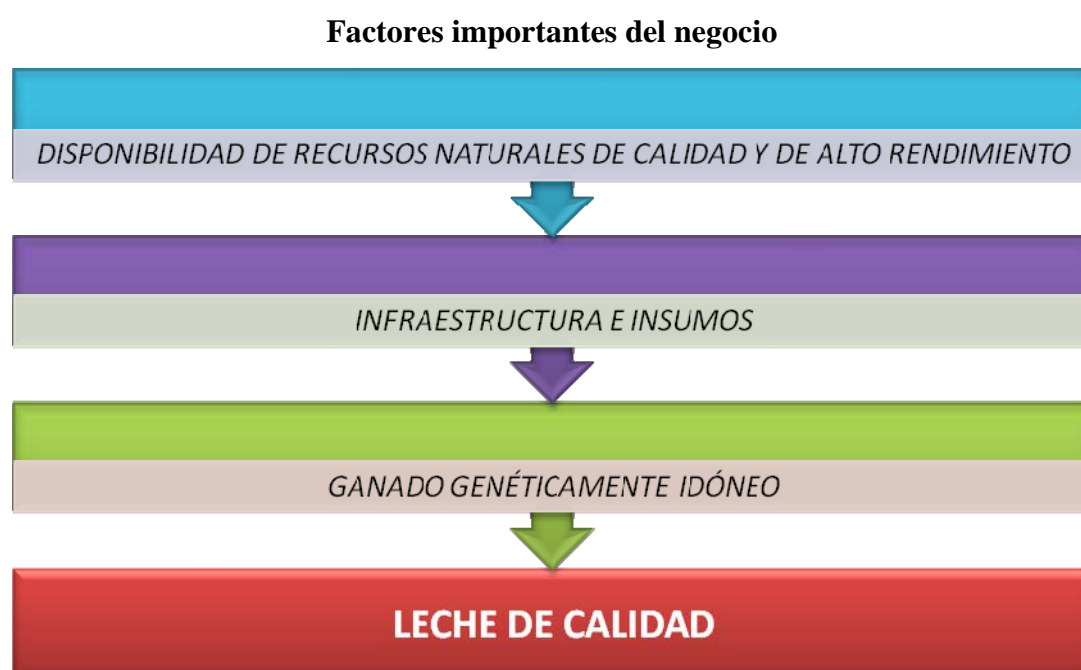 Factores importantes del negocio
DISPONIBILIDAD DE RECURSOS NATURALES DE CALIDAD Y DE ALTO RENDIMIENTO
INFRAESTRUCTURA E INSUMOS
GANADO GENÉTICAMENTE IDÓNEO
LECHE DE CALIDAD